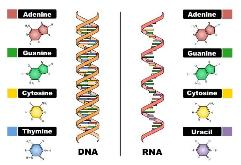 Adenine
Guanine
Cytosine
Thymine
DNA
RNA
Adenine
Guanine
Cytosine
Uracil